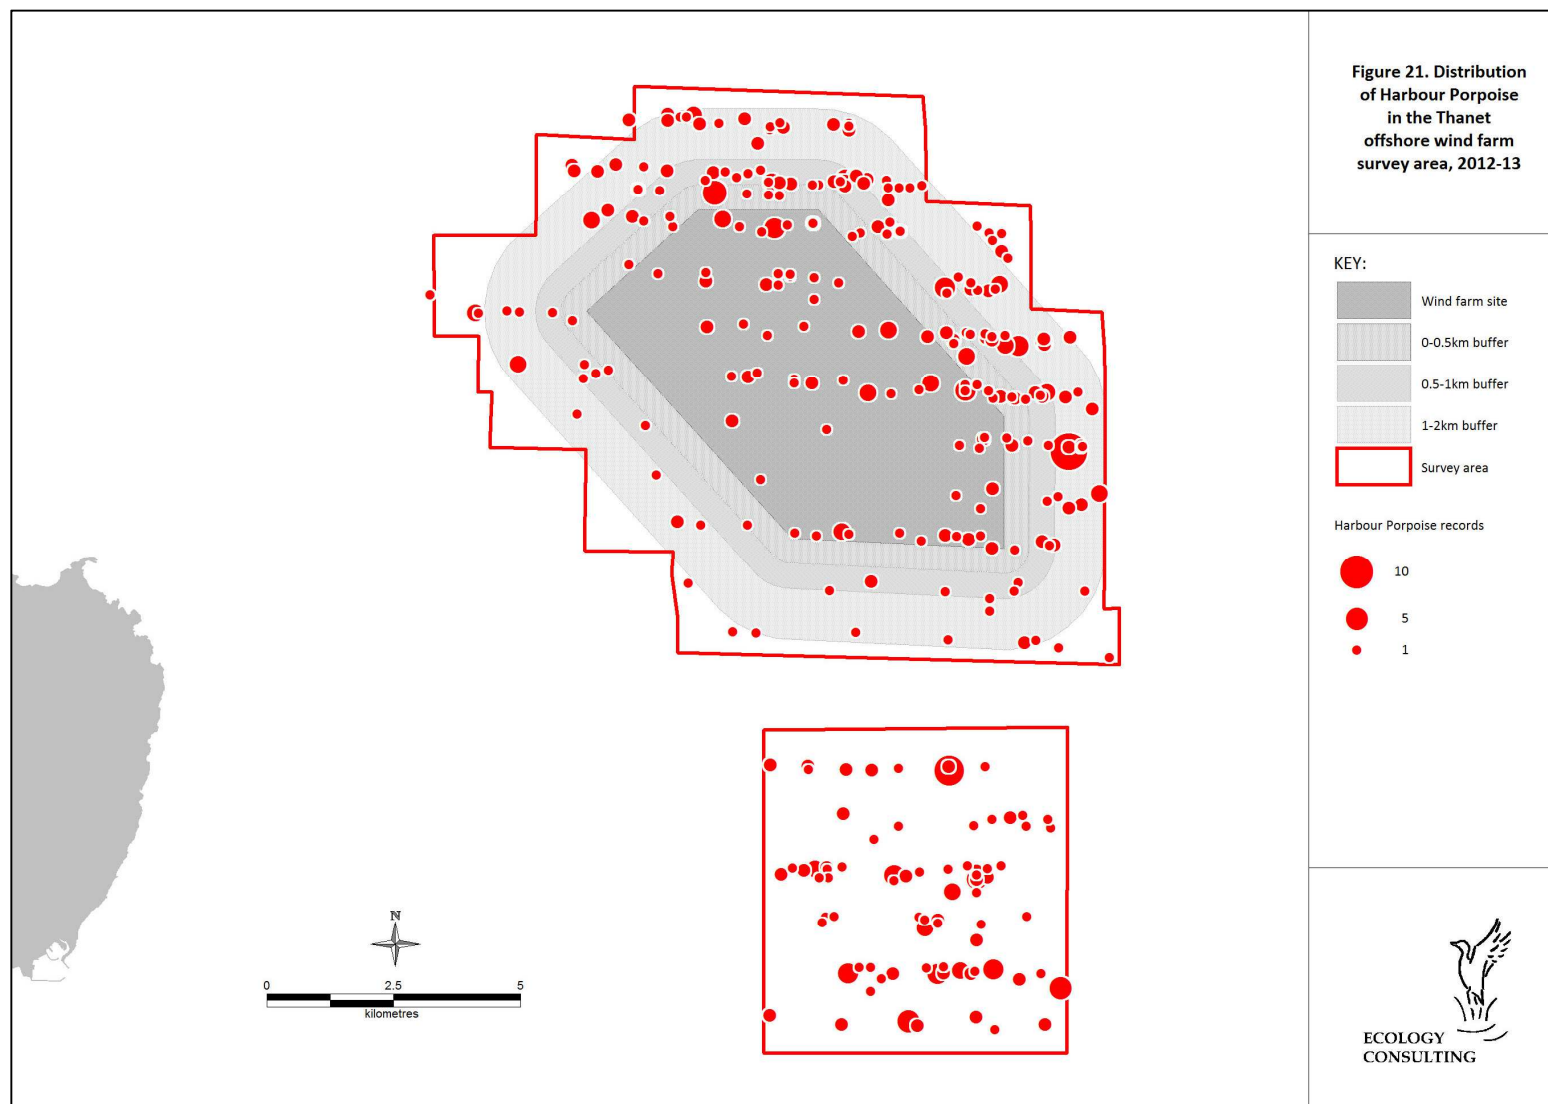 Figure 21. Distribution
of Harbour Porpoise
in the Thanet
offshore wind farm
survey area, 2012-13
KEY:
Wind farm site
0-0.5km buffer
0.5-1km buffer
1-2km buffer
Survey area
Harbour Porpoise records
10
5
1
N
0 2.5 5
kilometres
ECOLOGY
CONSULTING